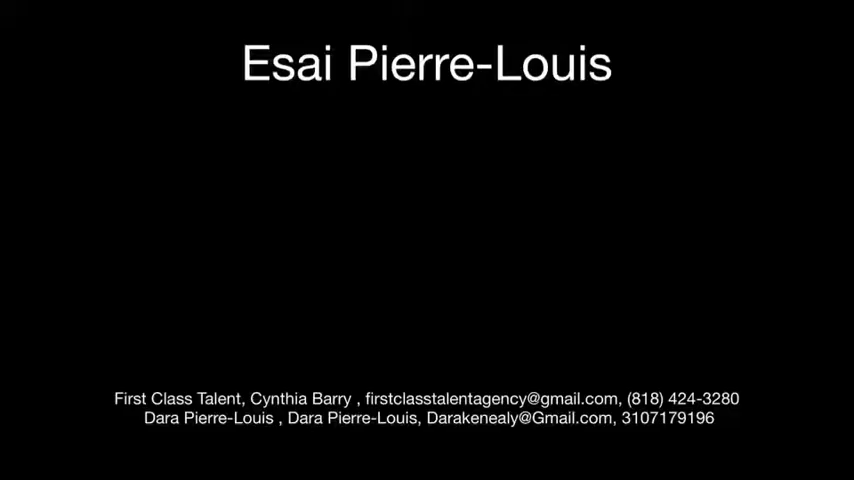 Esai Pierre-Louis
First Class Talent, Cynthia Barry , firstclasstalentagency@gmail.com, (818) 424-3280
Dara Pierre-Louis , Dara Pierre-Louis, Darakenealy@Gmail.com, 3107179196